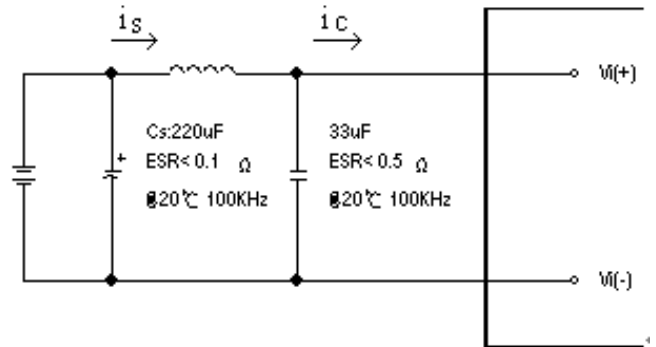 iS
iC
Vi(+)
Cs:220uF
ESR<0.1 Ω
@20℃ 100KHz
33uF
ESR<0.5 Ω
@20℃ 100KHz
Vi(-)
+